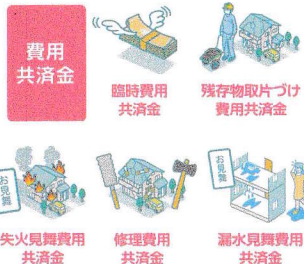 費用
共済金
臨時費用
共済金
残存物取片づけ
費用共済金
お見舞
お見舞
失火見舞費用
共済金
修理費用
共済金
漏水見舞費用
共済金